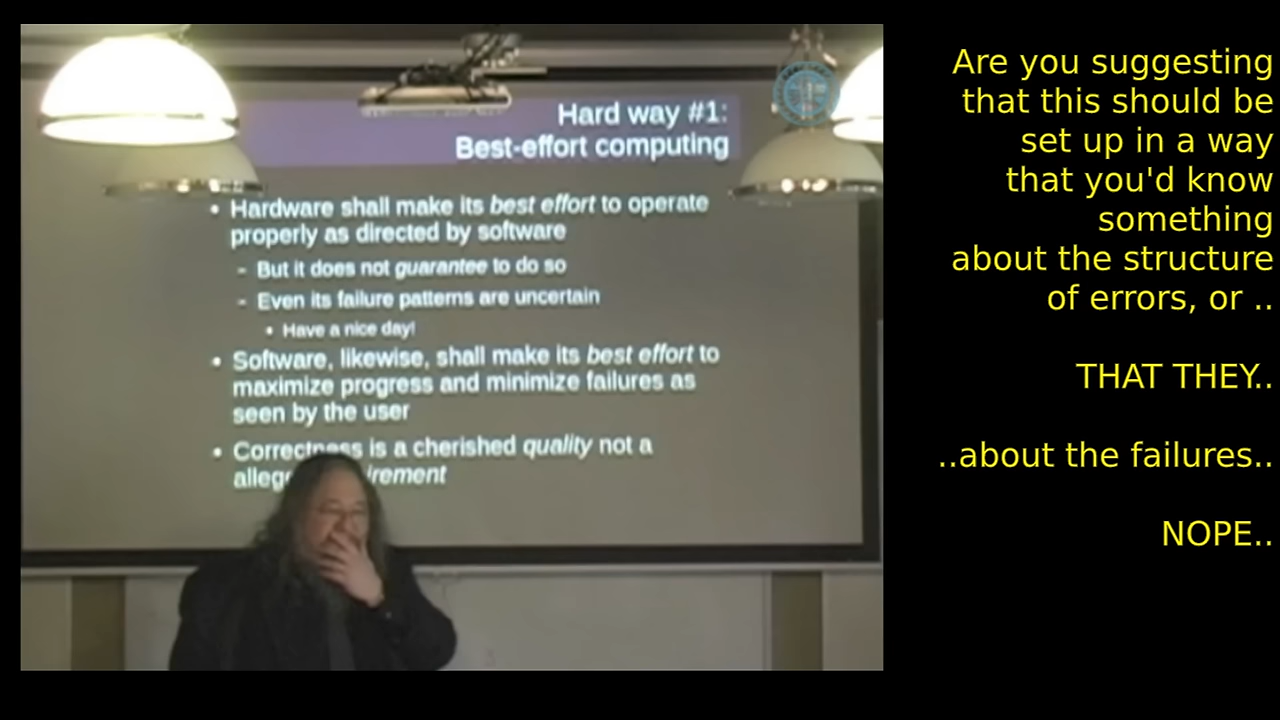 Hard way #1:
Best-effort computing
• Hardware shall make its best effort to operate
properly as directed by software
- But it does not guarantee to do so
- Even its failure patterns are uncertain
• Have a nice day!
• Software, likewise, shall make its best effort to
maximize progress and minimize failures as
seen by the user
• Correctness is a cherished quality not a
Are you suggesting
that this should be
set up in a way
that you'd know
something
about the structure
of errors, or ..
THAT THEY..
..about the failures..
NOPE..